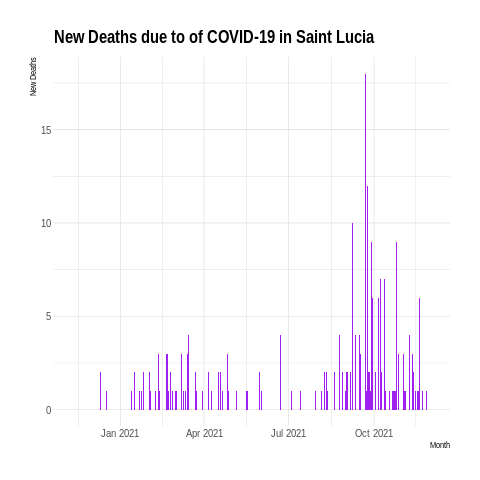 New Deaths due to of COVID-19 in Saint Lucia
New Deaths
15
10
5
0
Jan 2021 Apr 2021 Jul 2021 Oct 2021
Month